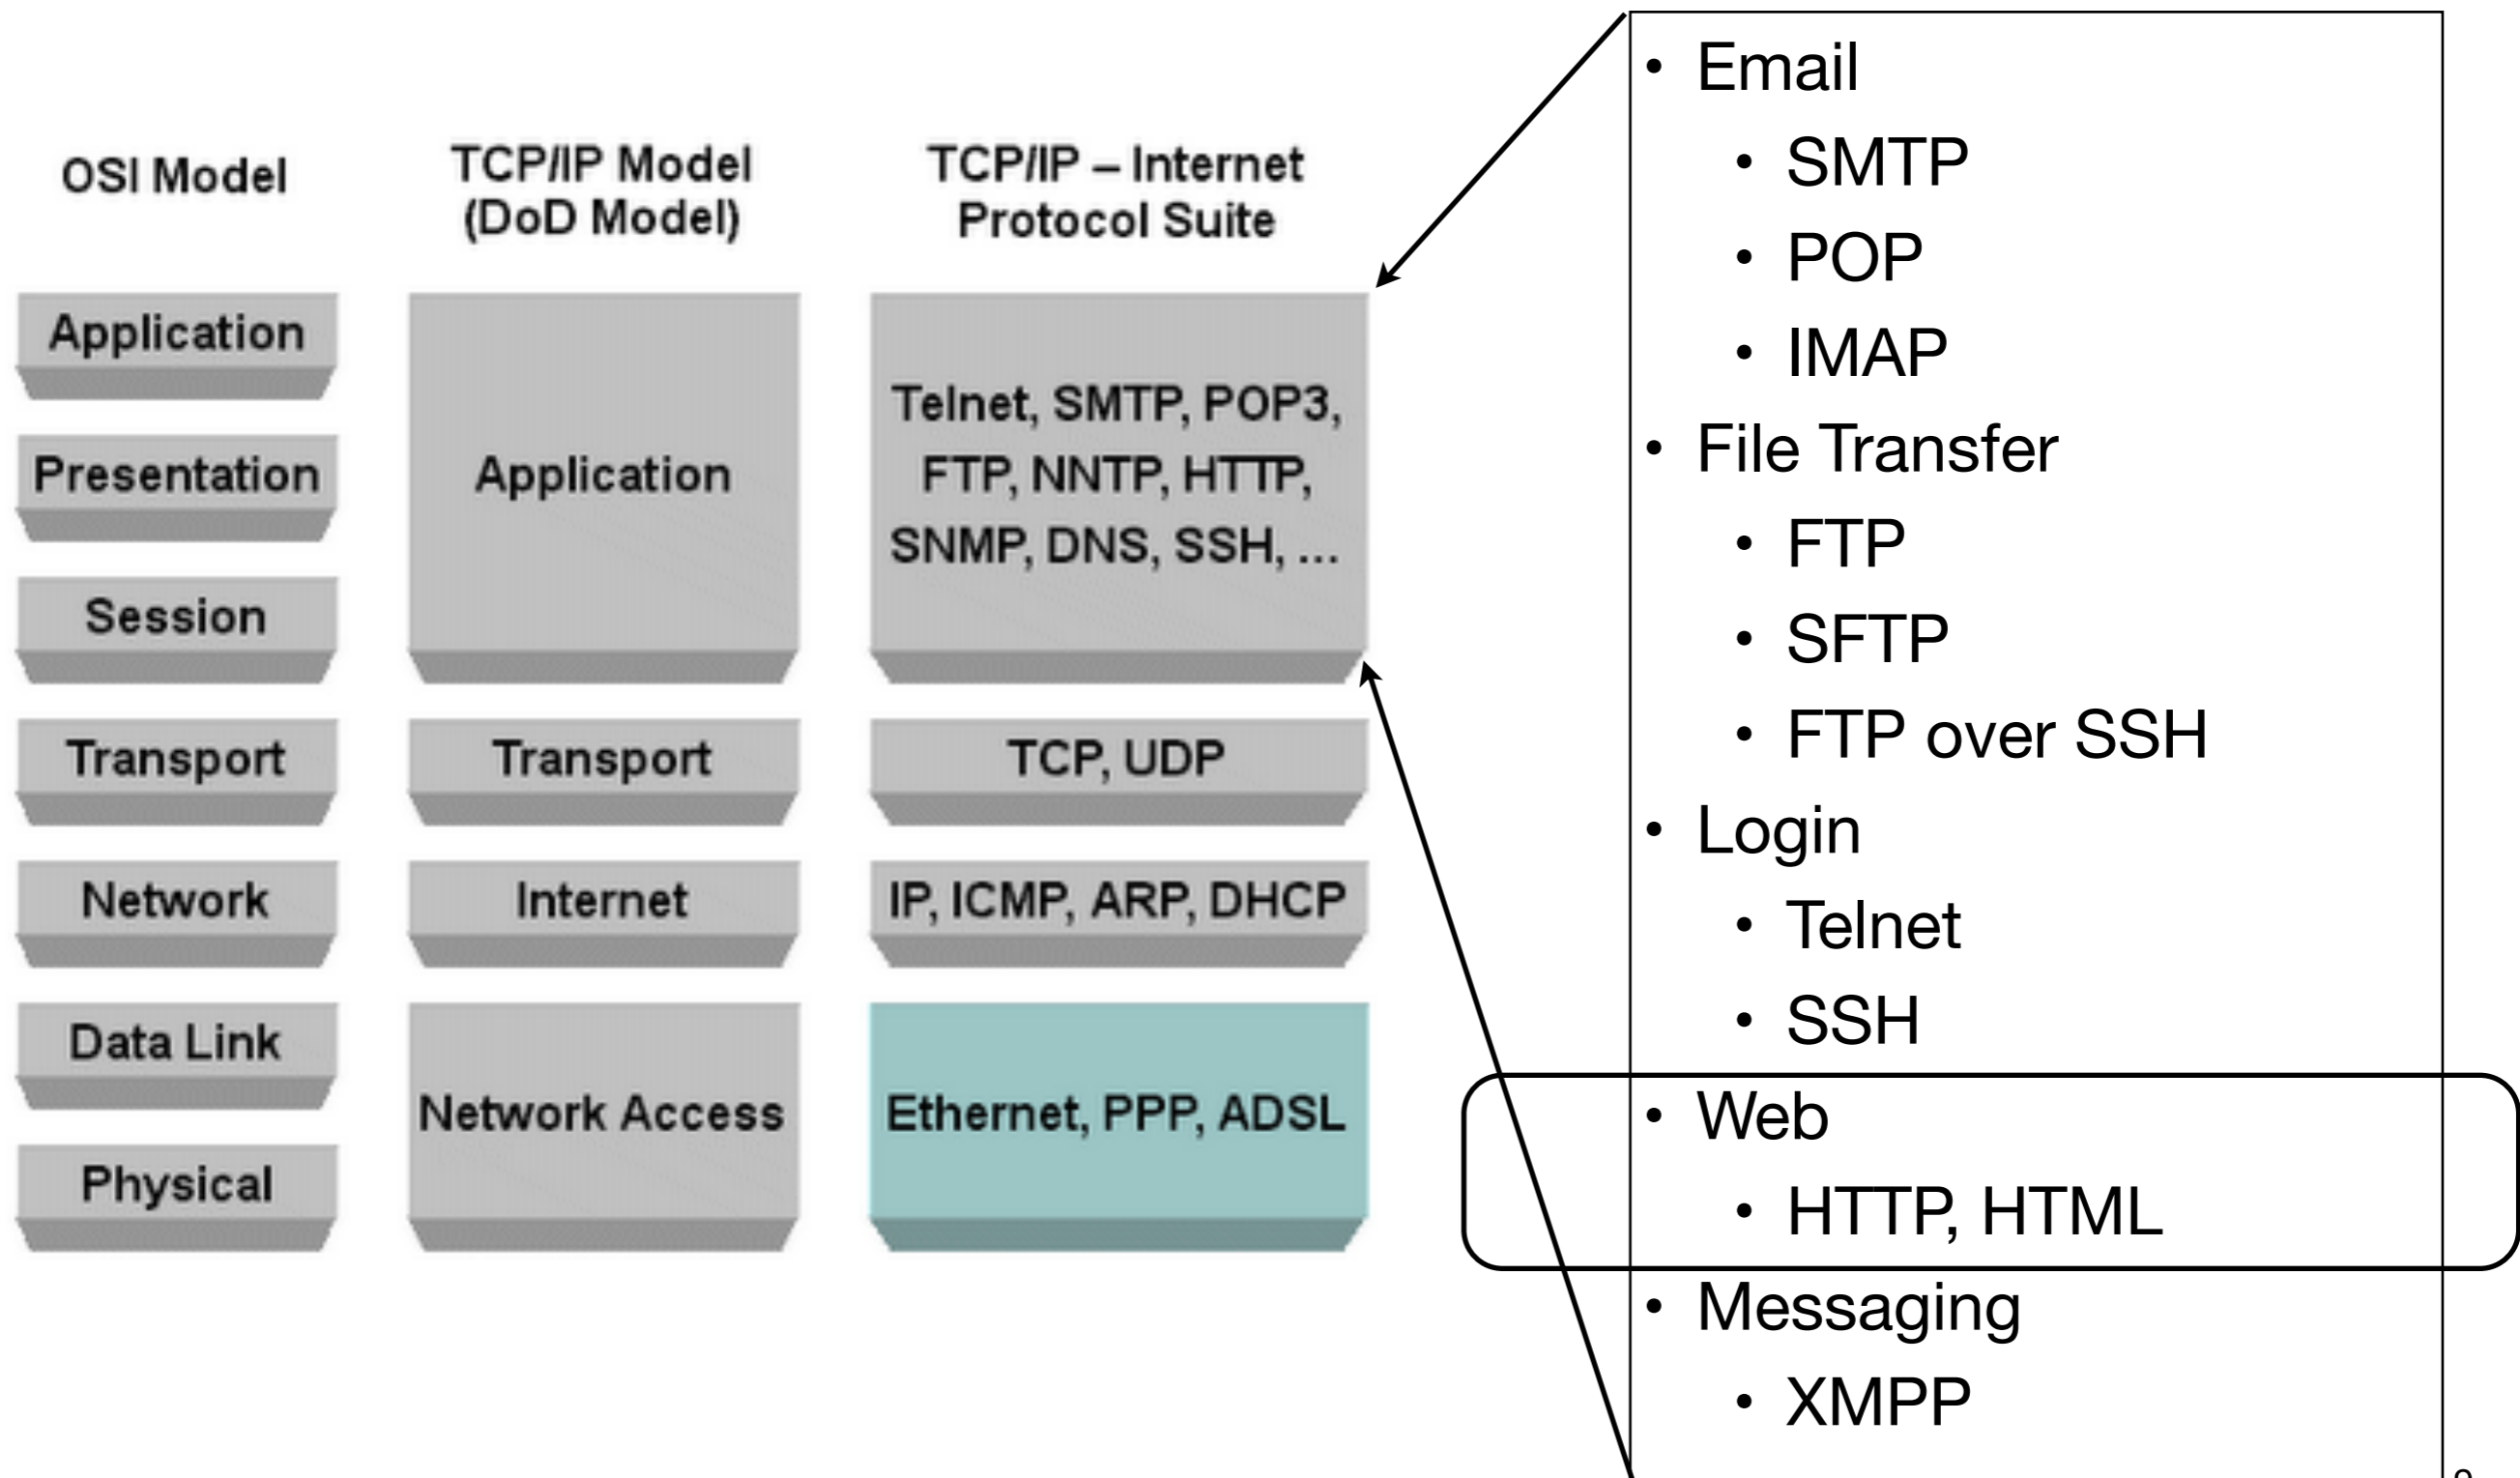 OSI Model
Application
Presentation
Session
Transport
Network
Data Link
Physical
TCP/IP Model
(DoD Model)
Application
Transport
Internet
Network Access
TCP/IP – Internet
Protocol Suite
Telnet, SMTP, POP3,
FTP, NNTP, HTTP,
SNMP, DNS, SSH, ...
TCP, UDP
IP, ICMP, ARP, DHCP
Ethernet, PPP, ADSL
• Email
• SMTP
• POP
• IMAP
• File Transfer
• FTP
• SFTP
• FTP over SSH
• Login
• Telnet
• SSH
• Web
• HTTP, HTML
• Messaging
• XMPP